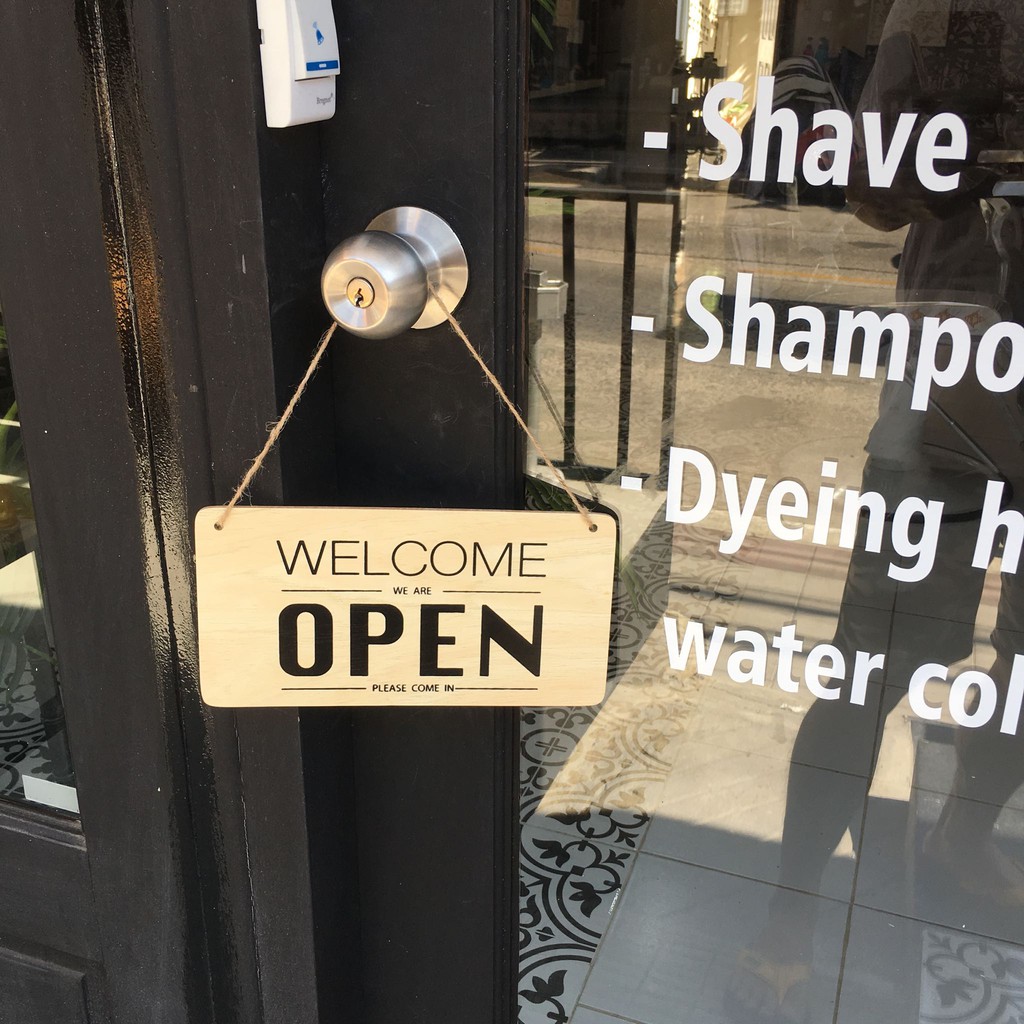 - Shave
- Shampo
- Dyeing h
water col
WELCOME
WE ARE
OPEN
PLEASE COME IN